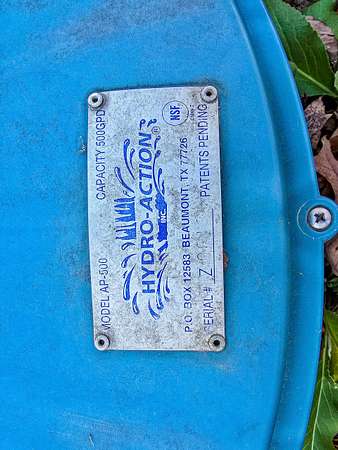 MODEL AP-500 CAPACITY 500GPD
HYDRO-ACTION®
INC.
NSF®
P.O. BOX 12583 BEAUMONT, TX 77726
SERIAL # Z PATENTS PENDING